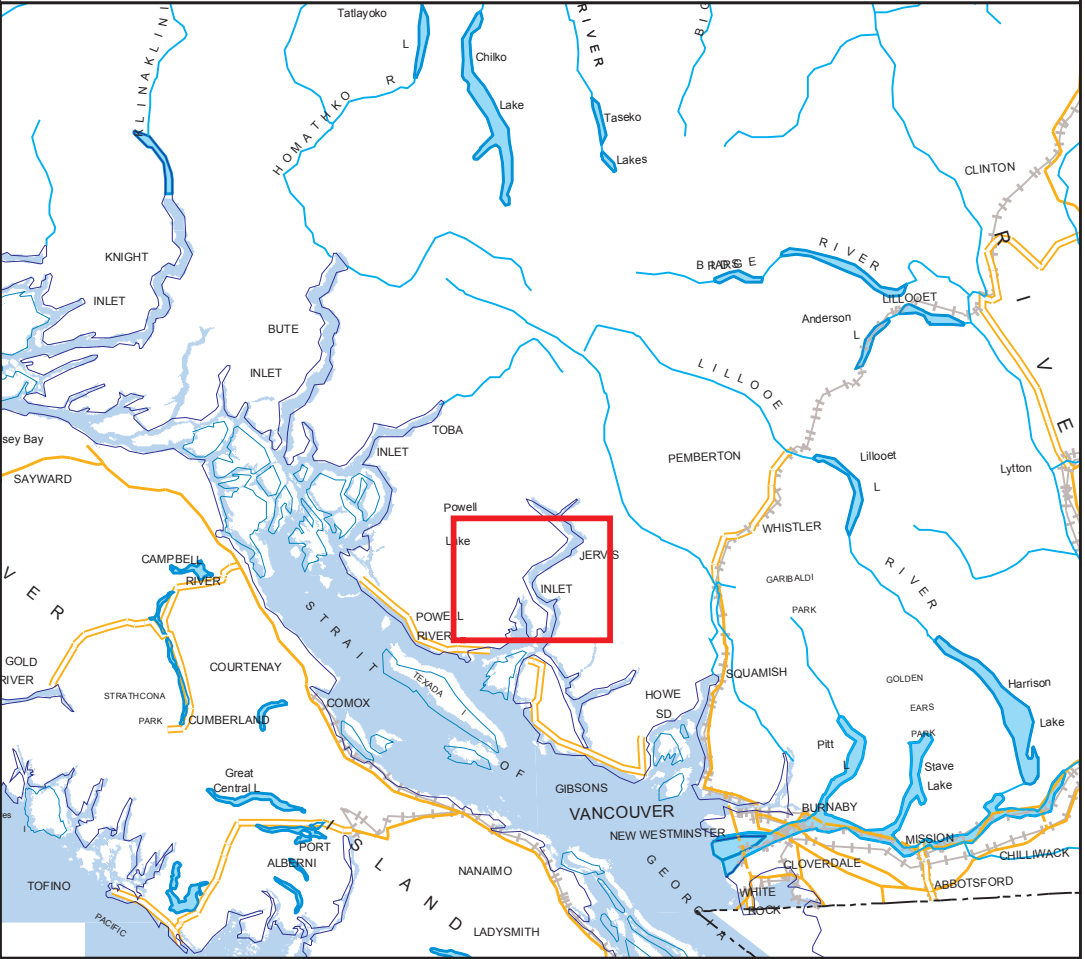 KLINAKLINI
Tatlayoko
L
Chilko
Lake
R
HOMATHKO
RIVER
Taseko
Lakes
BIG
CLINTON
R
I
V
E
KNIGHT
INLET
BUTE
INLET
RIVER
LILLOOET
Anderson
L
LILLOOE
TOBA
INLET
sey Bay
SAYWARD
PEMBERTON
Lillooet
L
Lytton
Powell
Lake
JERVIS
INLET
WHISTLER
GARIBALDI
PARK
RIVER
CAMPBELL
RIVER
VER
STRAIT
POWELL
RIVER
GOLD
RIVER
COURTENAY
STRATHCONA
PARK
CUMBERLAND
COMOX
TEXADA
I
HOWE
SD
SQUAMISH
GOLDEN
EARS
PARK
Harrison
Lake
Pitt
L
Stave
Lake
OF
Great
Central L
GIBSONS
VANCOUVER
BURNABY
NEW WESTMINSTER
MISSION
es
I
PORT
ALBERNI
ISLAND
NANAIMO
GEORGIA
CLOVERDALE
CHILLIWACK
ABBOTSFORD
WHITE
ROCK
TOFINO
PACIFIC
LADYSMITH